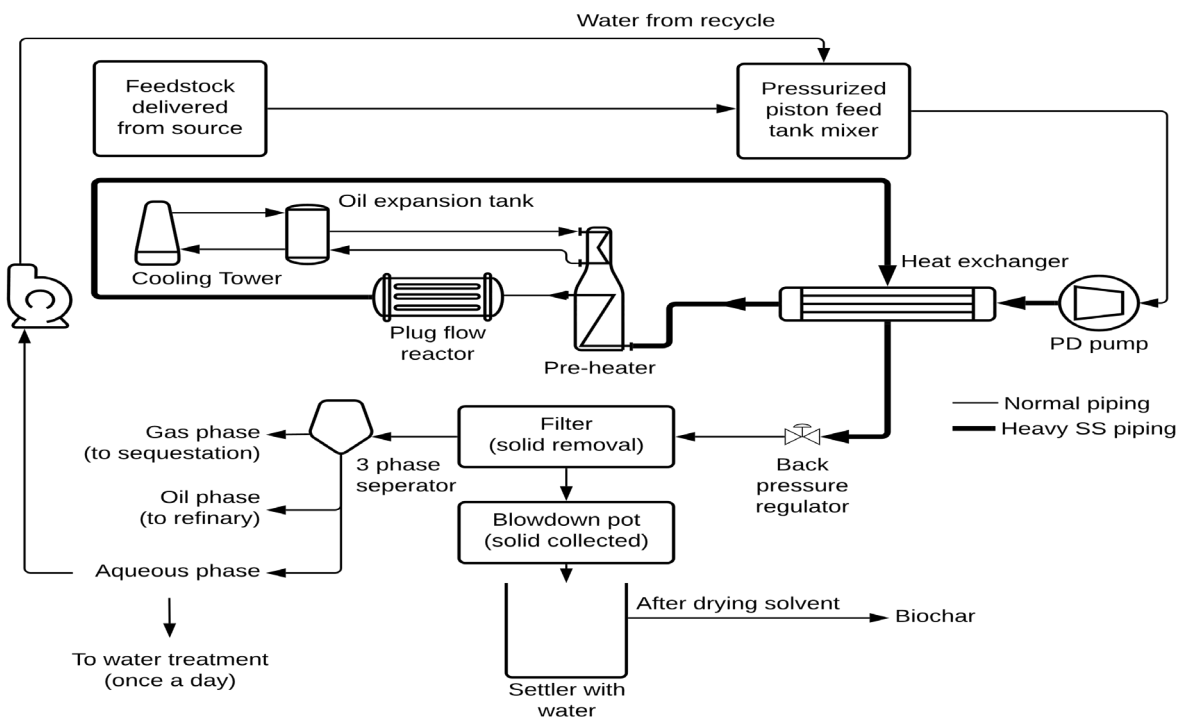 Water from recycle
Feedstock
delivered
from source
Pressurized
piston feed
tank mixer
Oil expansion tank
Cooling Tower
Heat exchanger
Plug flow
reactor
Pre-heater
PD pump
Normal piping
Heavy SS piping
Filter
(solid removal)
Gas phase
(to sequestation)
3 phase
seperator
Back
pressure
regulator
Oil phase
(to refinary)
Blowdown pot
(solid collected)
Aqueous phase
After drying solvent
Biochar
To water treatment
(once a day)
Settler with
water